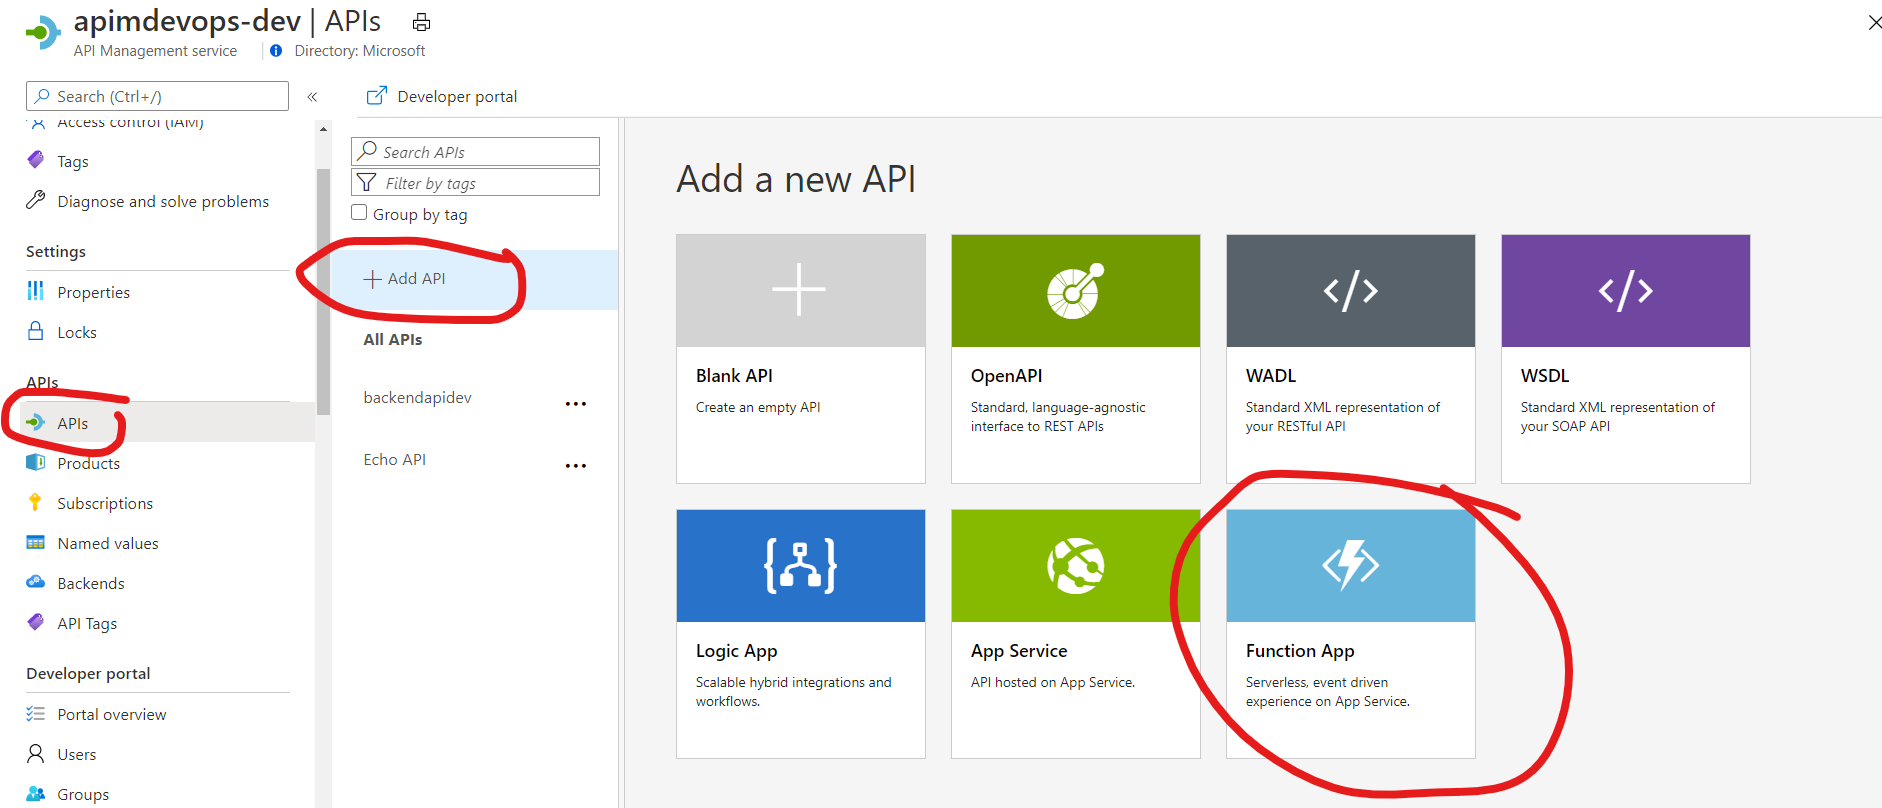 apimdevops-dev | APIs
API Management service
Directory: Microsoft
Search (Ctrl+/)
Access control (IAM)
Tags
Diagnose and solve problems
Settings
Properties
Locks
APIs
APIs
Products
Subscriptions
Named values
Backends
API Tags
Developer portal
Portal overview
Users
Groups
Developer portal
Search APIs
Filter by tags
Group by tag
+ Add API
All APIs
backendapidev
Echo API
Add a new API
Blank API
Create an empty API
OpenAPI
Standard, language-agnostic
interface to REST APIs
WADL
Standard XML representation of
your RESTful API
WSDL
Standard XML representation of
your SOAP API
Logic App
Scalable hybrid integrations and
workflows.
App Service
API hosted on App Service.
Function App
Serverless, event driven
experience on App Service.